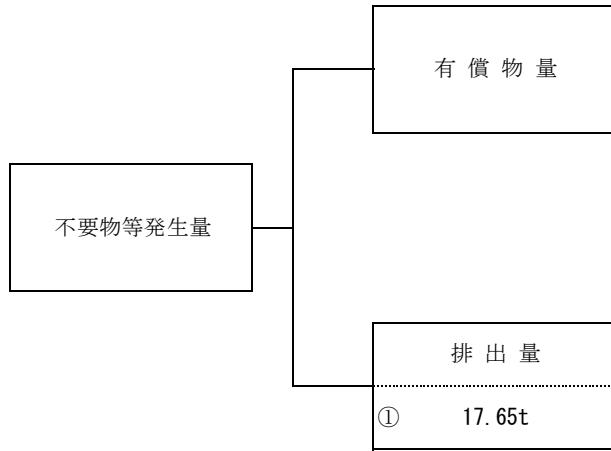 有 償 物 量
不要物等発生量
排 出 量
① 17.65t